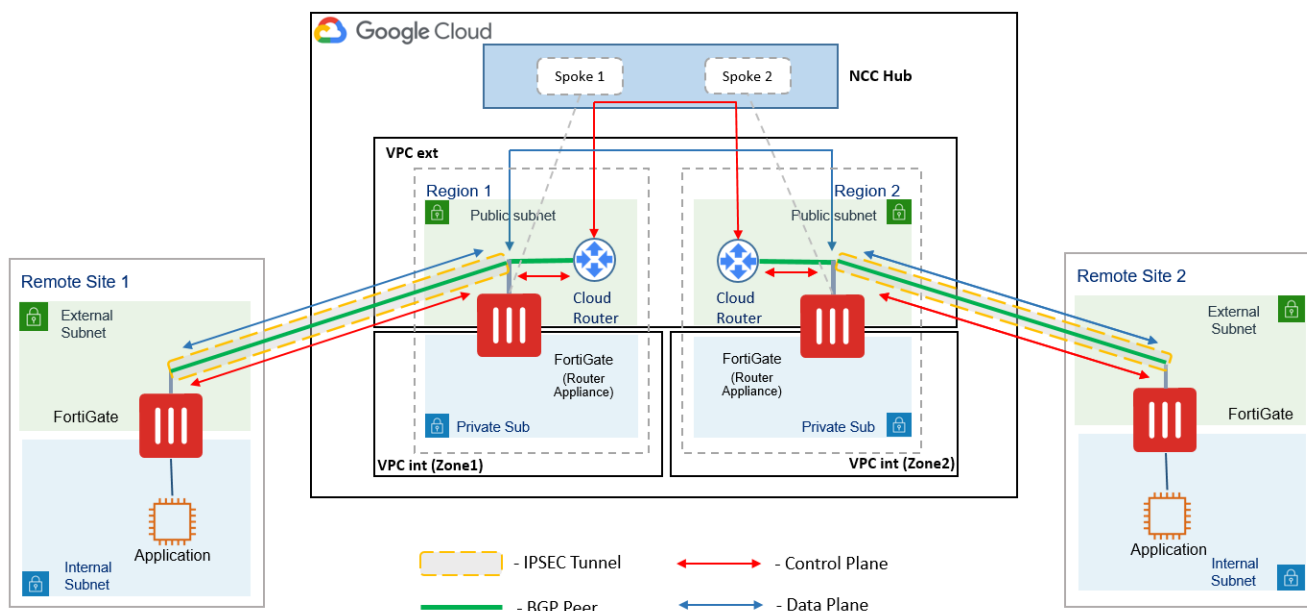 Google Cloud
Spoke 1
Spoke 2
NCC Hub
VPC ext
Region 1
Public subnet
Cloud
Router
FortiGate
(Router
Appliance)
Private Sub
VPC int (Zone1)
Region 2
Public subnet
Cloud
Router
FortiGate
(Router
Appliance)
Private Sub
VPC int (Zone2)
Remote Site 1
External
Subnet
FortiGate
Application
Internal
Subnet
Remote Site 2
External
Subnet
FortiGate
Application
Internal
Subnet
- IPSEC Tunnel
- Control Plane
- BGP Peer
- Data Plane